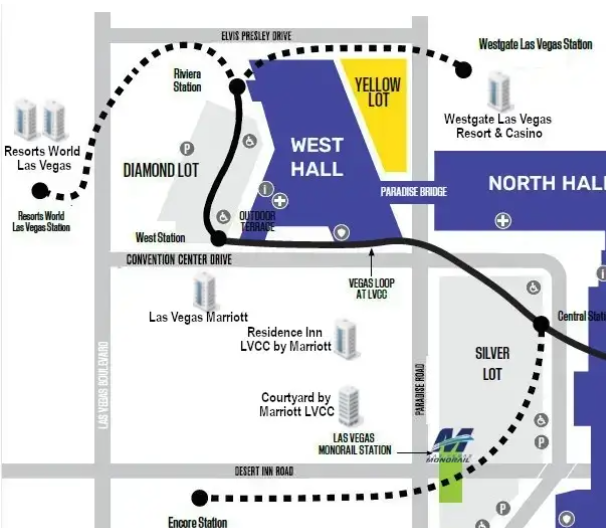 ELVIS PRESLEY DRIVE
Westgate Las Vegas Station
Riviera
Station
YELLOW
LOT
Westgate Las Vegas
Resort & Casino
Resorts World
Las Vegas
P
WEST
HALL
DIAMOND LOT
NORTH HALL
PARADISE BRIDGE
i
Resorts World
Las Vegas Station
OUTDOOR
TERRACE
West Station
CONVENTION CENTER DRIVE
i
VEGAS LOOP
AT LVCC
Las Vegas Marriott
Central Stati
Residence Inn
LVCC by Marriott
SILVER
LOT
LAS VEGAS BOULEVARD
PARADISE ROAD
Courtyard by
Marriott LVCC
LAS VEGAS
MONORAIL STATION
M
MONORAIL
P
DESERT INN ROAD
Encore Station
P